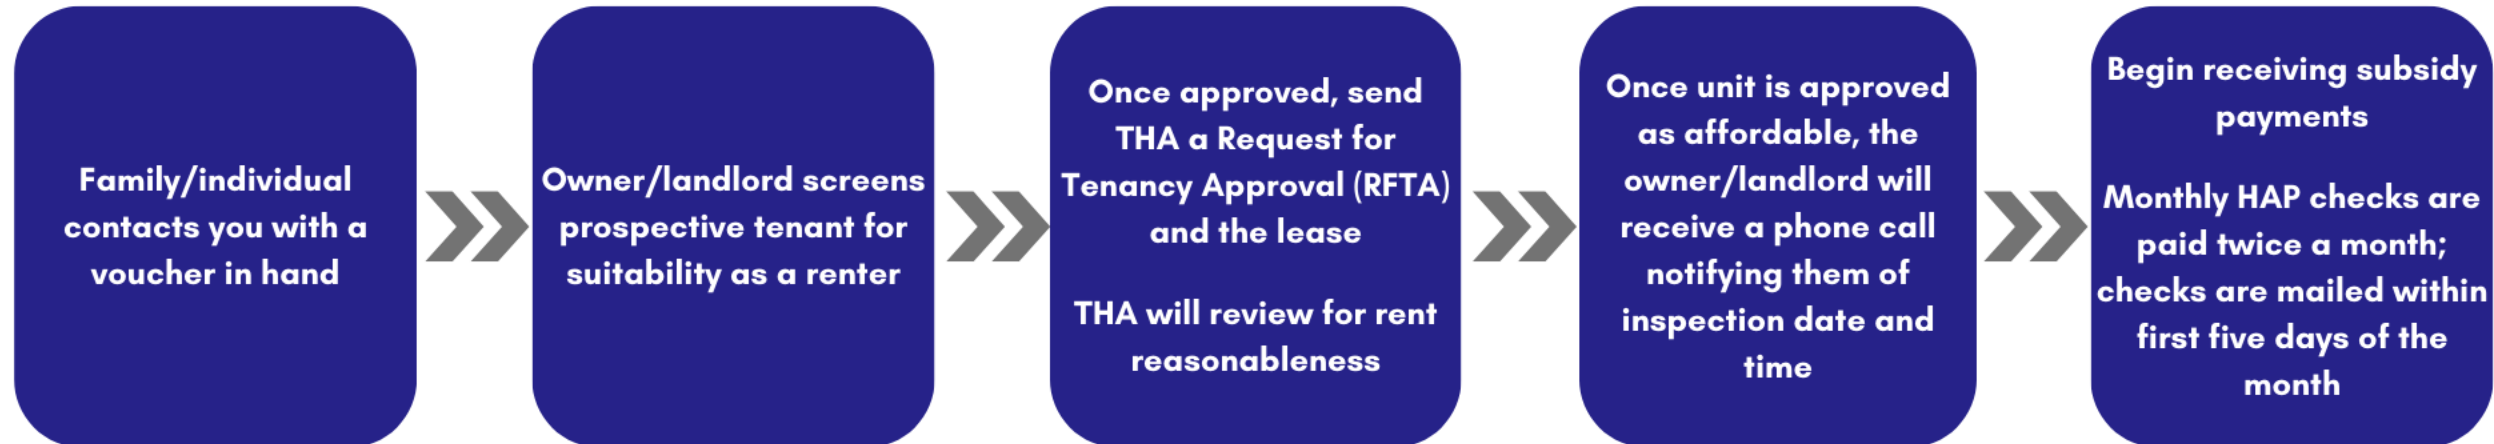 Family/individual
contacts you with a
voucher in hand
Owner/landlord screens
prospective tenant for
suitability as a renter
Once approved, send
THA a Request for
Tenancy Approval (RFTA)
and the lease
THA will review for rent
reasonableness
Once unit is approved
as affordable, the
owner/landlord will
receive a phone call
notifying them of
inspection date and
time
Begin receiving subsidy
payments
Monthly HAP checks are
paid twice a month;
checks are mailed within
first five days of the
month